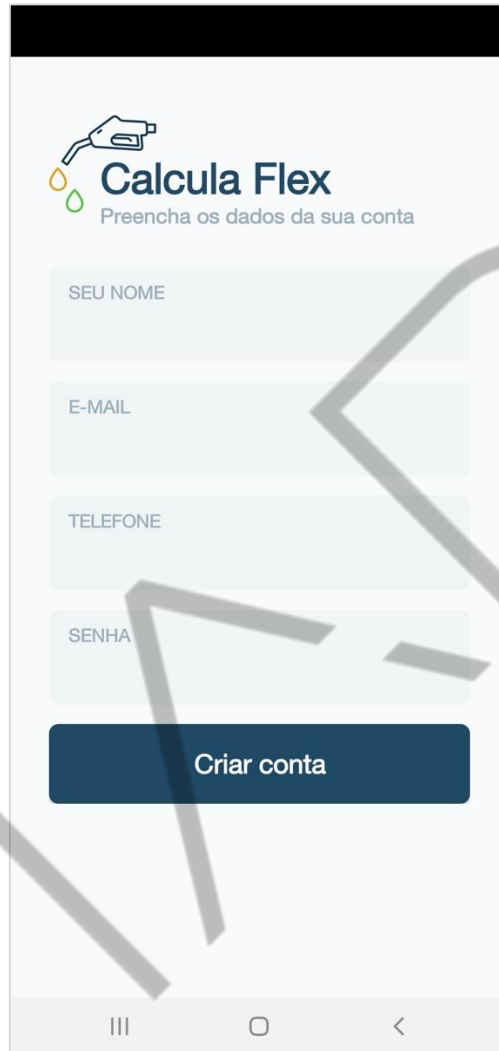 Calcula Flex
Preencha os dados da sua conta
SEU NOME
E-MAIL
TELEFONE
SENHA
Criar conta